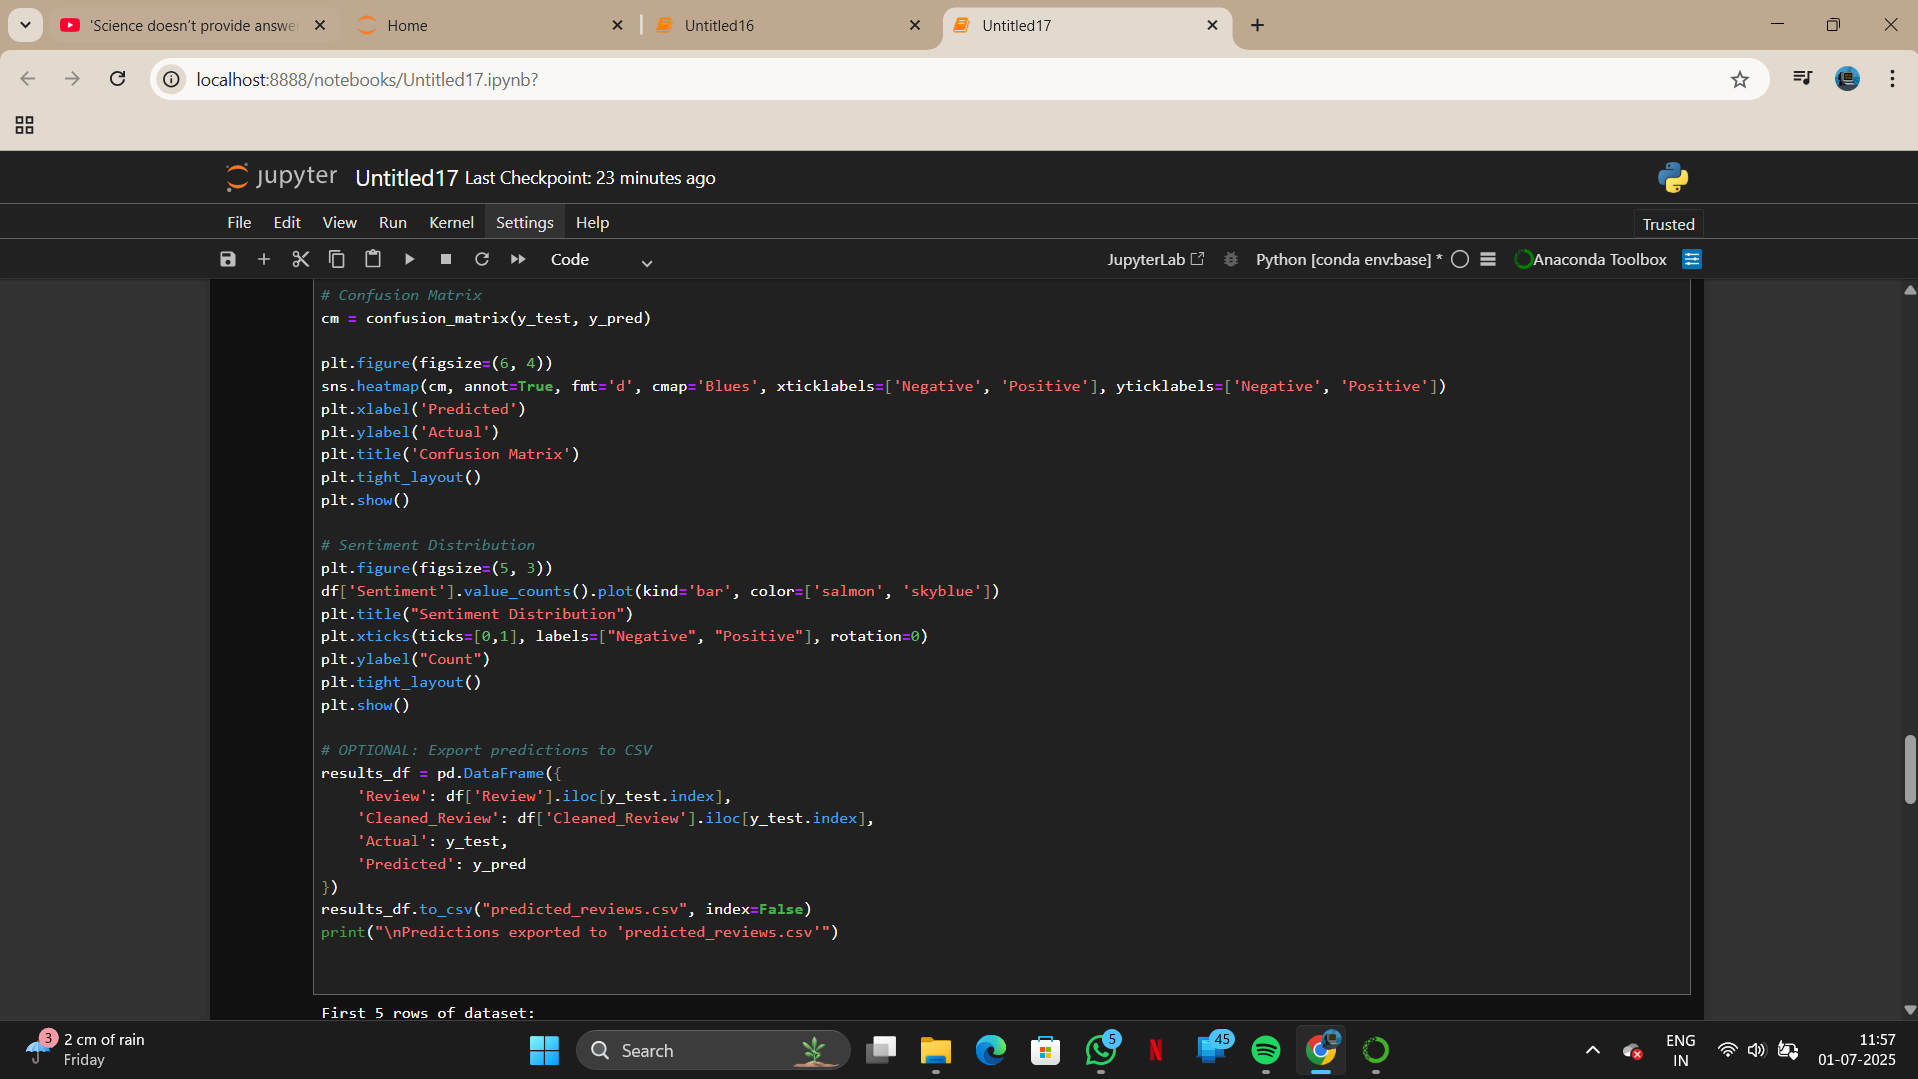 'Science doesn't provide answe
Home
Untitled16
Untitled17
localhost:8888/notebooks/Untitled17.ipynb?
jupyter Untitled17 Last Checkpoint: 23 minutes ago
File Edit View Run Kernel Settings Help
Trusted
Code
JupyterLab
Python [conda env:base] *
Anaconda Toolbox
# Confusion Matrix
cm = confusion_matrix(y_test, y_pred)
plt.figure(figsize=(6, 4))
sns.heatmap(cm, annot=True, fmt='d', cmap='Blues', xticklabels=['Negative', 'Positive'], yticklabels=['Negative', 'Positive'])
plt.xlabel('Predicted')
plt.ylabel('Actual')
plt.title('Confusion Matrix')
plt.tight_layout()
plt.show()
# Sentiment Distribution
plt.figure(figsize=(5, 3))
df['Sentiment'].value_counts().plot(kind='bar', color=['salmon', 'skyblue'])
plt.title("Sentiment Distribution")
plt.xticks(ticks=[0,1], labels=["Negative", "Positive"], rotation=0)
plt.ylabel("Count")
plt.tight_layout()
plt.show()
# OPTIONAL: Export predictions to CSV
results_df = pd.DataFrame({
    'Review': df['Review'].iloc[y_test.index],
    'Cleaned_Review': df['Cleaned_Review'].iloc[y_test.index],
    'Actual': y_test,
    'Predicted': y_pred
})
results_df.to_csv("predicted_reviews.csv", index=False)
print("\nPredictions exported to 'predicted_reviews.csv'")
First 5 rows of dataset:
3
2 cm of rain
Friday
Search
5
45
ENG
IN
11:57
01-07-2025